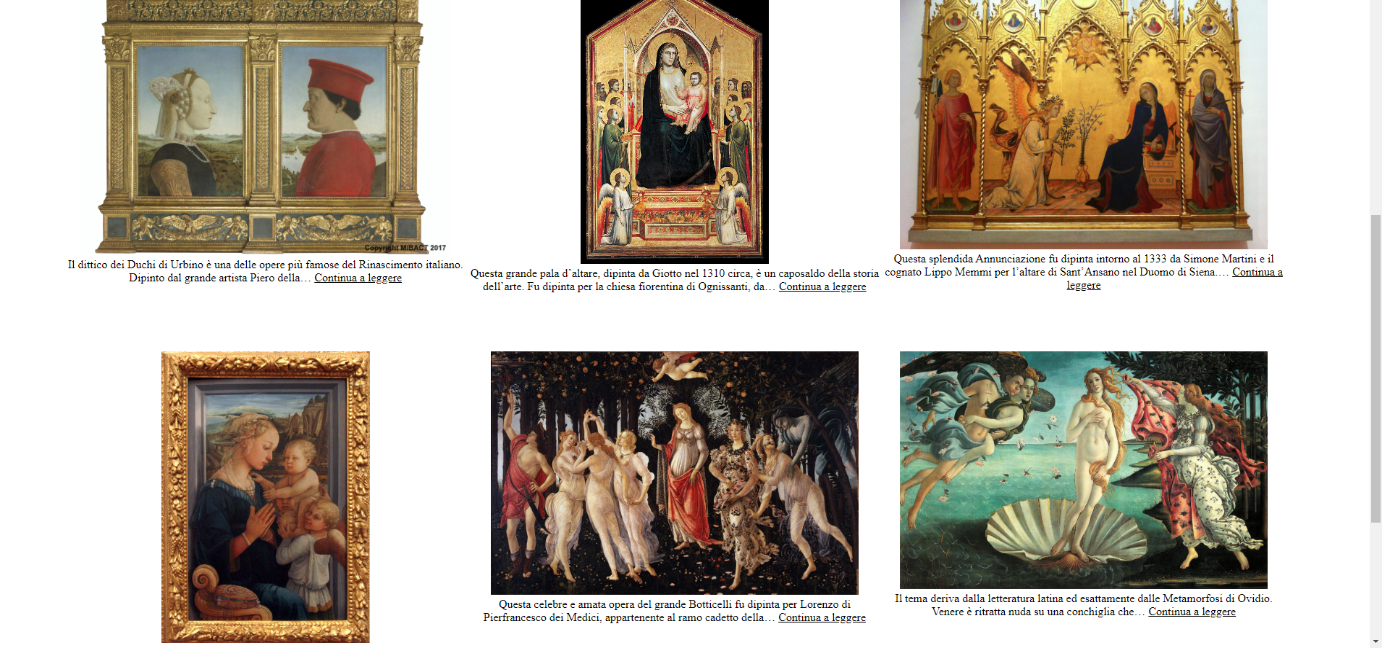 Copyright MiBACT 2017
Il dittico dei Duchi di Urbino è una delle opere più famose del Rinascimento italiano.
Dipinto dal grande artista Piero della… Continua a leggere
Questa grande pala d’altare, dipinta da Giotto nel 1310 circa, è un caposaldo della storia
dell’arte. Fu dipinta per la chiesa fiorentina di Ognissanti, da… Continua a leggere
Questa splendida Annunciazione fu dipinta intorno al 1333 da Simone Martini e il
cognato Lippo Memmi per l’altare di Sant’Ansano nel Duomo di Siena.… Continua a
leggere
Questa celebre e amata opera del grande Botticelli fu dipinta per Lorenzo di
Pierfrancesco dei Medici, appartenente al ramo cadetto della… Continua a leggere
Il tema deriva dalla letteratura latina ed esattamente dalle Metamorfosi di Ovidio.
Venere è ritratta nuda su una conchiglia che… Continua a leggere